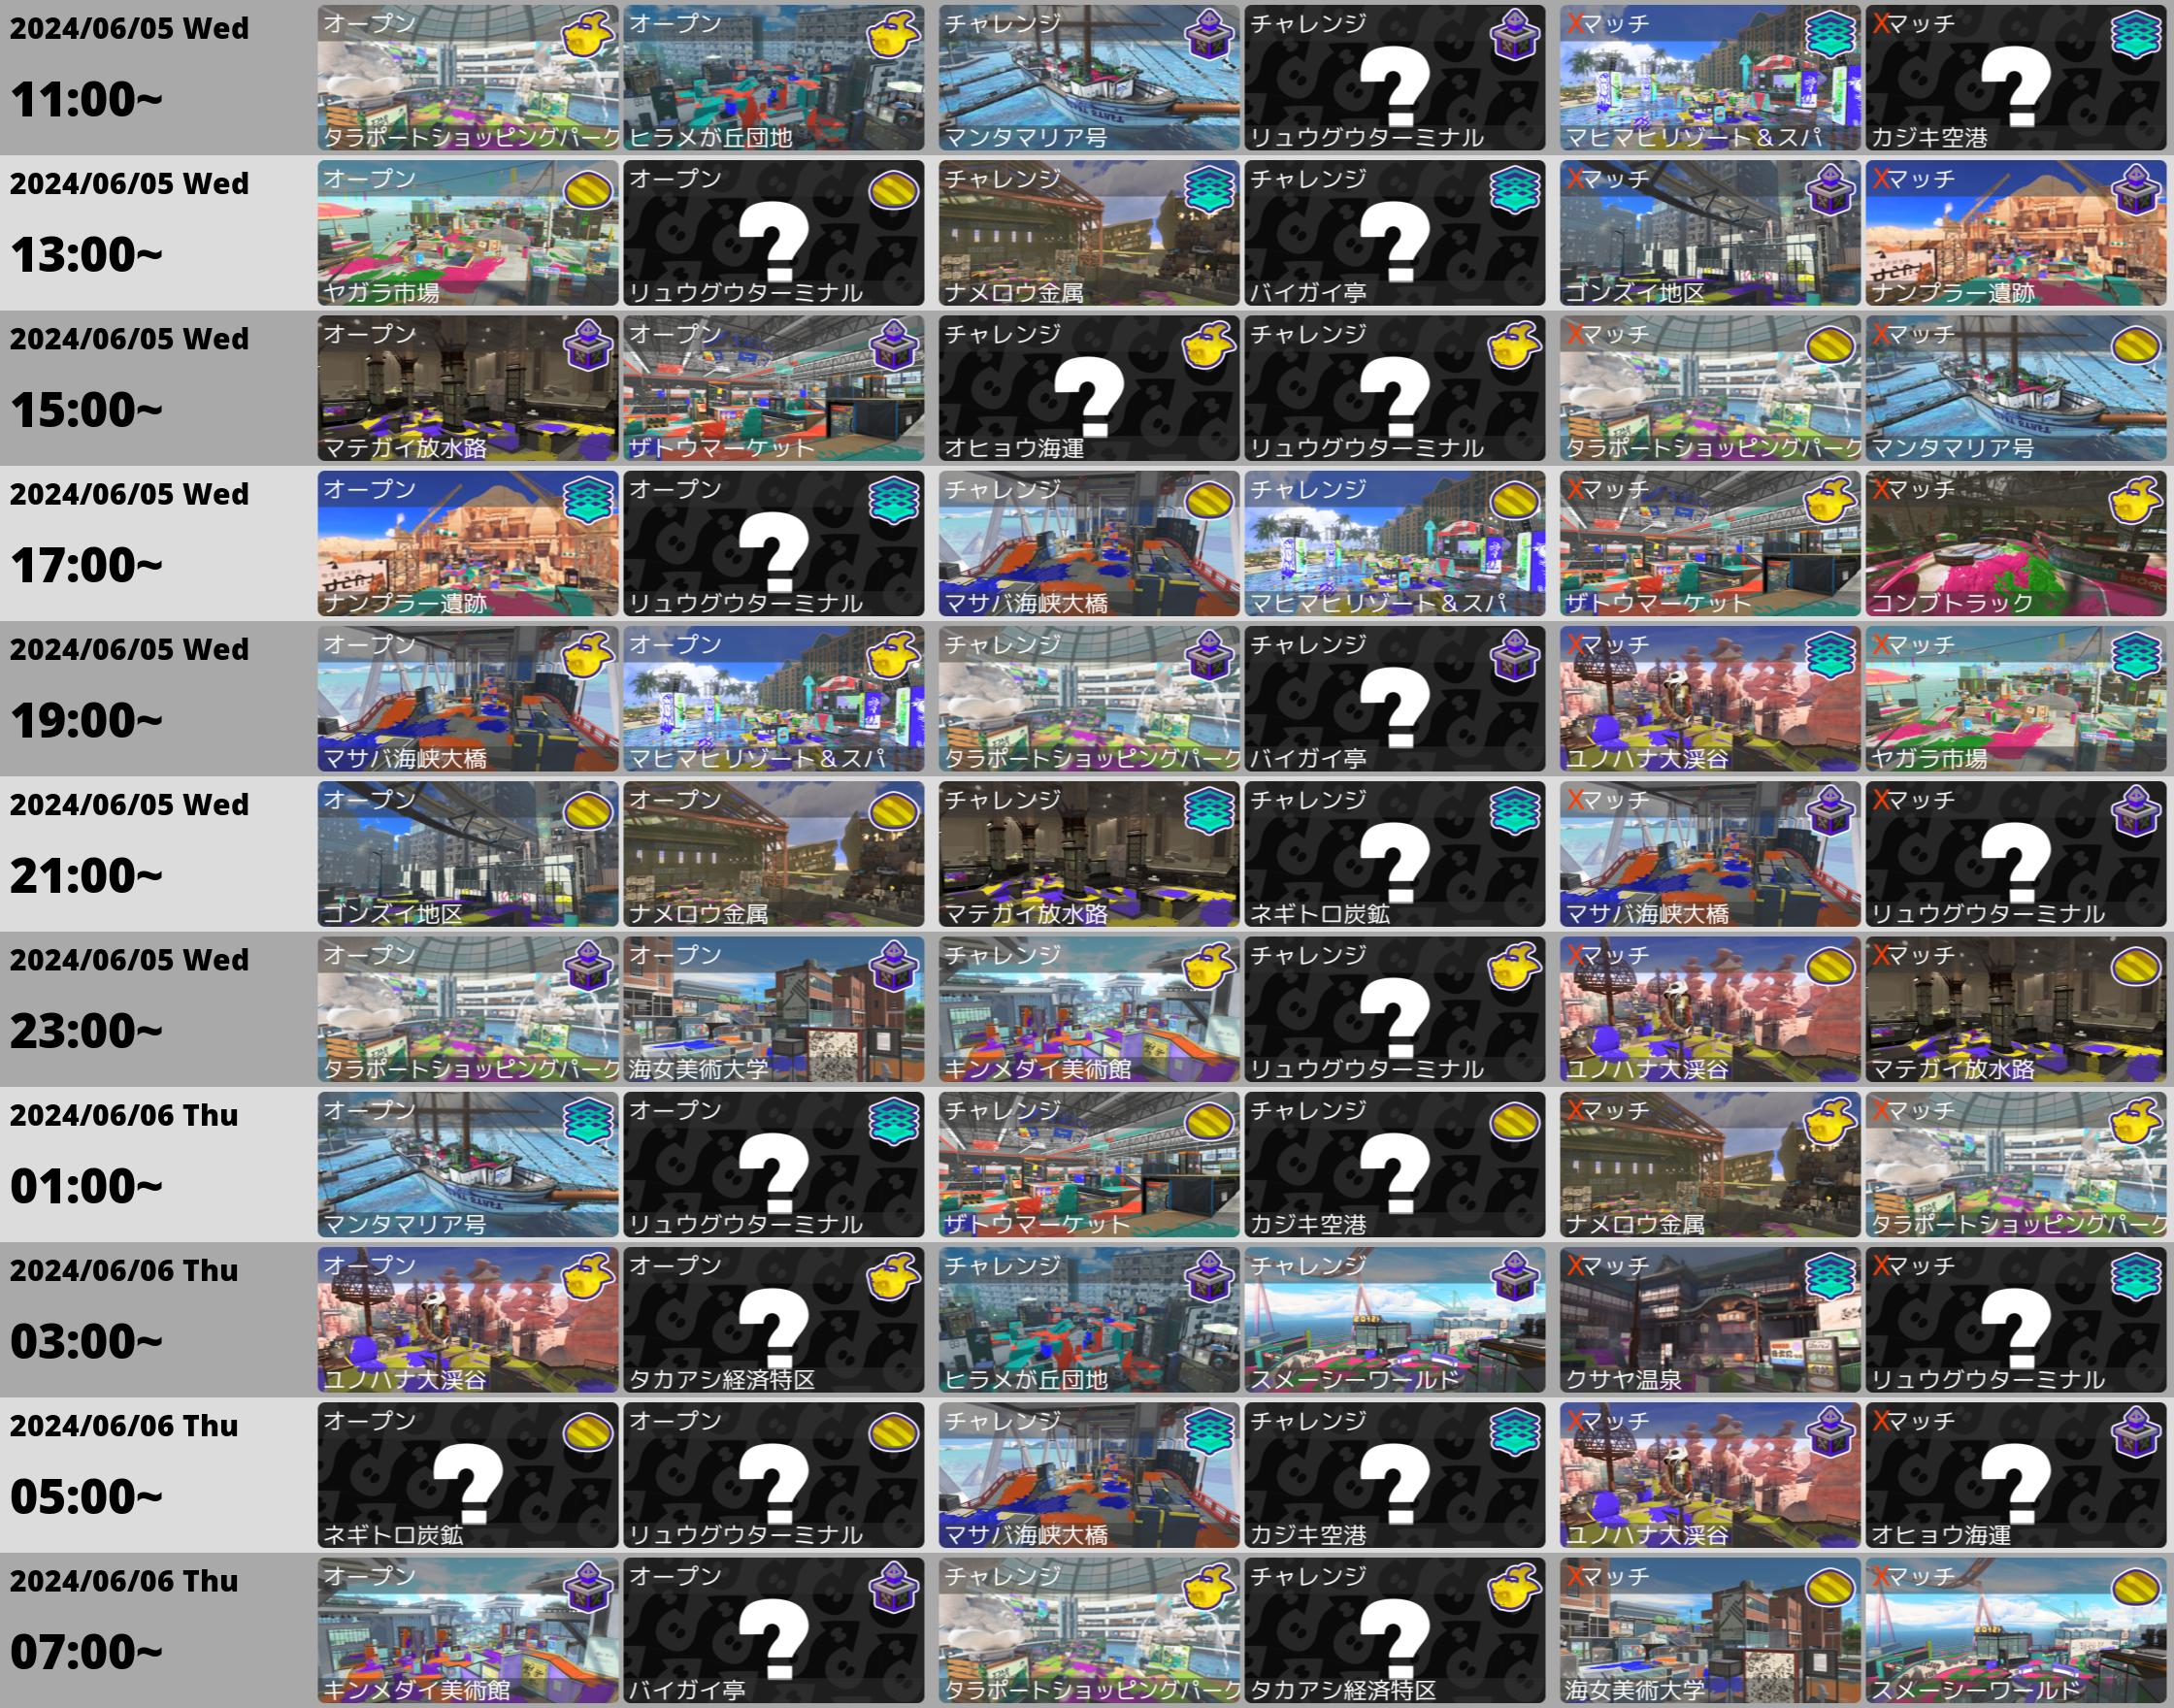 2024/06/05 Wed
11:00~
オープン
タラポートショッピングパーク
オープン
ヒラメが丘団地
チャレンジ
マンタマリア号
チャレンジ
リュウグウターミナル
Xマッチ
マヒマヒリゾート＆スパ
Xマッチ
カジキ空港
2024/06/05 Wed
13:00~
オープン
ヤガラ市場
オープン
リュウグウターミナル
チャレンジ
ナメロウ金属
チャレンジ
バイガイ亭
Xマッチ
ゴンズイ地区
Xマッチ
ナンプラー遺跡
2024/06/05 Wed
15:00~
オープン
マテガイ放水路
オープン
ザトウマーケット
チャレンジ
オヒョウ海運
チャレンジ
リュウグウターミナル
Xマッチ
タラポートショッピングパーク
Xマッチ
マンタマリア号
2024/06/05 Wed
17:00~
オープン
ナンプラー遺跡
オープン
リュウグウターミナル
チャレンジ
マサバ海峡大橋
チャレンジ
マヒマヒリゾート＆スパ
Xマッチ
ザトウマーケット
Xマッチ
コンブトラック
2024/06/05 Wed
19:00~
オープン
マサバ海峡大橋
オープン
マヒマヒリゾート＆スパ
チャレンジ
タラポートショッピングパーク
チャレンジ
バイガイ亭
Xマッチ
ユノハナ大渓谷
Xマッチ
ヤガラ市場
2024/06/05 Wed
21:00~
オープン
ゴンズイ地区
オープン
ナメロウ金属
チャレンジ
マテガイ放水路
チャレンジ
ネギトロ炭鉱
Xマッチ
マサバ海峡大橋
Xマッチ
リュウグウターミナル
2024/06/05 Wed
23:00~
オープン
タラポートショッピングパーク
オープン
海女美術大学
チャレンジ
キンメダイ美術館
チャレンジ
リュウグウターミナル
Xマッチ
ユノハナ大渓谷
Xマッチ
マテガイ放水路
2024/06/06 Thu
01:00~
オープン
マンタマリア号
オープン
リュウグウターミナル
チャレンジ
ザトウマーケット
チャレンジ
カジキ空港
Xマッチ
ナメロウ金属
Xマッチ
タラポートショッピングパーク
2024/06/06 Thu
03:00~
オープン
ユノハナ大渓谷
オープン
タカアシ経済特区
チャレンジ
ヒラメが丘団地
チャレンジ
スメーシーワールド
Xマッチ
クサヤ温泉
Xマッチ
リュウグウターミナル
2024/06/06 Thu
05:00~
オープン
ネギトロ炭鉱
オープン
リュウグウターミナル
チャレンジ
マサバ海峡大橋
チャレンジ
カジキ空港
Xマッチ
ユノハナ大渓谷
Xマッチ
オヒョウ海運
2024/06/06 Thu
07:00~
オープン
キンメダイ美術館
オープン
バイガイ亭
チャレンジ
タラポートショッピングパーク
チャレンジ
タカアシ経済特区
Xマッチ
海女美術大学
Xマッチ
スメーシーワールド